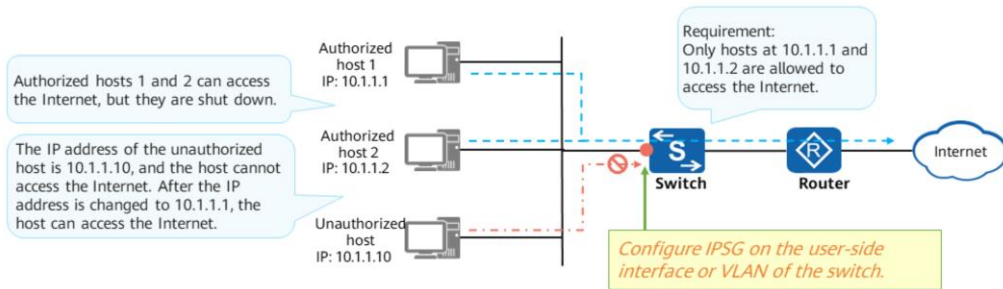 Authorized hosts 1 and 2 can access
the Internet, but they are shut down.
The IP address of the unauthorized
host is 10.1.1.10, and the host cannot
access the Internet. After the IP
address is changed to 10.1.1.1, the
host can access the Internet.
Authorized
host 1
IP: 10.1.1.1
Authorized
host 2
IP: 10.1.1.2
Unauthorized
host
IP: 10.1.1.10
Requirement:
Only hosts at 10.1.1.1 and
10.1.1.2 are allowed to
access the Internet.
S
Switch
R
Router
Internet
Configure IPSG on the user-side
interface or VLAN of the switch.